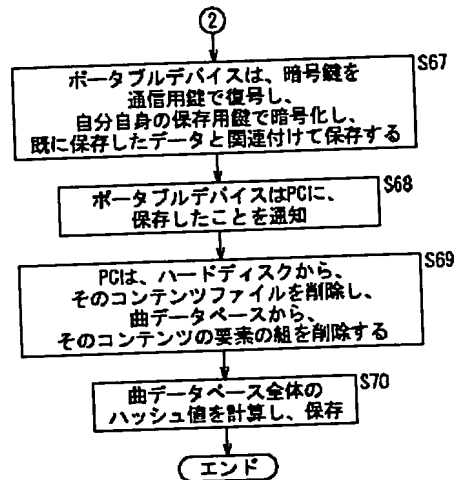 2
S67
ポータブルデバイスは、暗号鍵を
通信用鍵で復号し、
自分自身の保存用鍵で暗号化し、
既に保存したデータと関連付けて保存する
S68
ポータブルデバイスはPCに、
保存したことを通知
S69
PCは、ハードディスクから、
そのコンテンツファイルを削除し、
曲データベースから、
そのコンテンツの要素の組を削除する
S70
曲データベース全体の
ハッシュ値を計算し、保存
エンド